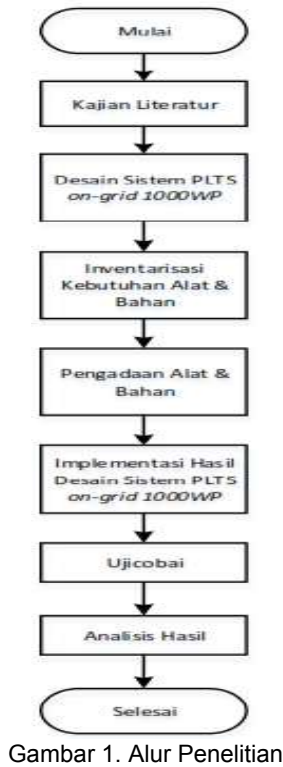 Mulai
Kajian Literatur
Desain Sistem PLTS
on-grid 1000WP
Inventarisasi
Kebutuhan Alat &
Bahan
Pengadaan Alat &
Bahan
Implementasi Hasil
Desain Sistem PLTS
on-grid 1000WP
Ujicobai
Analisis Hasil
Selesai
Gambar 1. Alur Penelitian